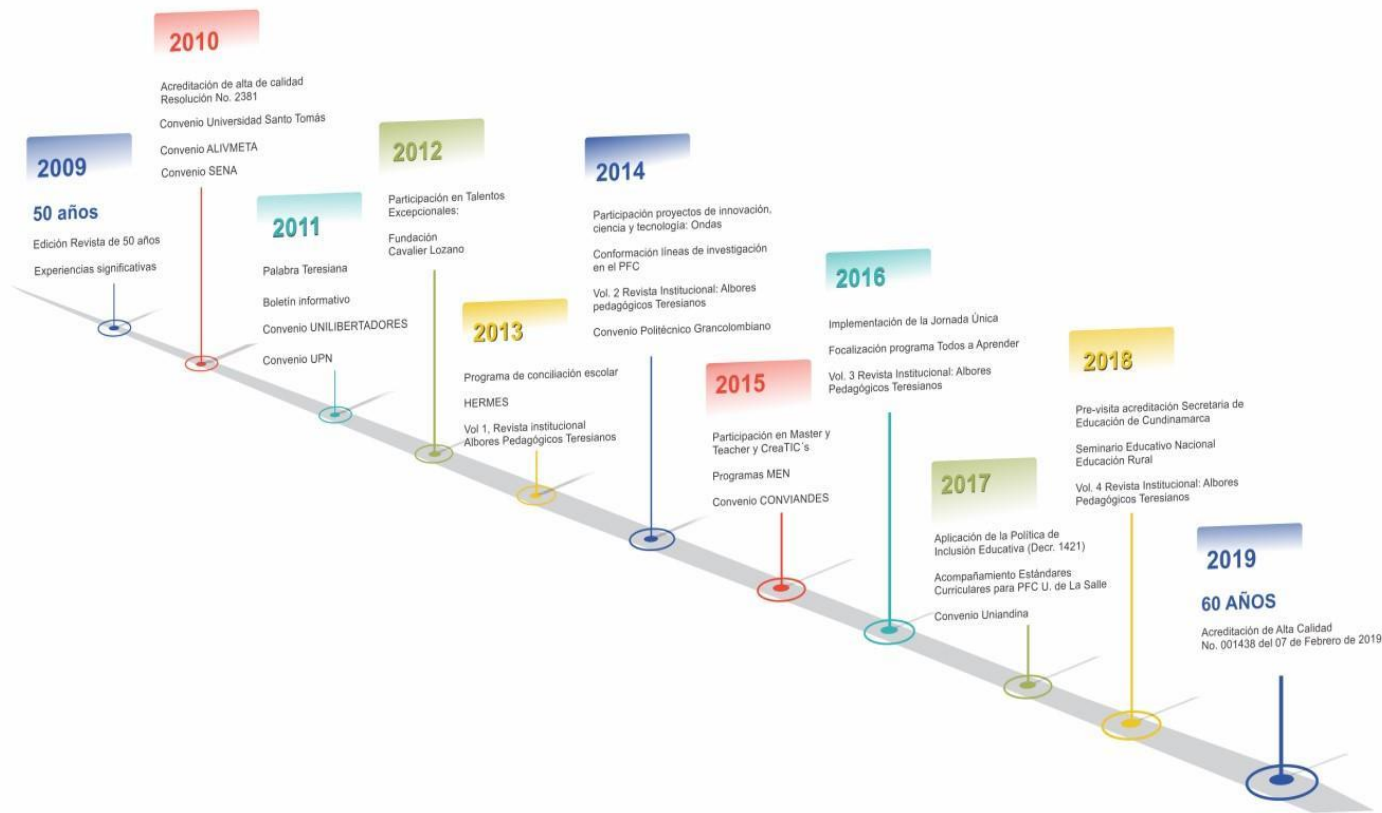 2009
50 años
Edición Revista de 50 años
Experiencias significativas
2010
Acreditación de alta de calidad
Resolución No. 2381
Convenio Universidad Santo Tomás
Convenio ALIVMETA
Convenio SENA
2011
Palabra Teresiana
Boletín informativo
Convenio UNILIBERTADORES
Convenio UPN
2012
Participación en Talentos
Excepcionales:
Fundación
Cavalier Lozano
2013
Programa de conciliación escolar
HERMES
Vol 1, Revista institucional
Albores Pedagógicos Teresianos
2014
Participación proyectos de innovación,
ciencia y tecnología: Ondas
Conformación líneas de investigación
en el PFC
Vol. 2 Revista Institucional: Albores
pedagógicos Teresianos
Convenio Politécnico Grancolombiano
2015
Participación en Master y
Teacher y CreaTIC´s
Programas MEN
Convenio CONVIANDES
2016
Implementación de la Jornada Única
Focalización programa Todos a Aprender
Vol. 3 Revista Institucional: Albores
Pedagógicos Teresianos
2017
Aplicación de la Política de
Inclusión Educativa (Decr. 1421)
Acompañamiento Estándares
Curriculares para PFC U. de La Salle
Convenio Uniandina
2018
Pre-visita acreditación Secretaria de
Educación de Cundinamarca
Seminario Educativo Nacional
Educación Rural
Vol. 4 Revista Institucional: Albores
Pedagógicos Teresianos
2019
60 AÑOS
Acreditación de Alta Calidad
No. 001438 del 07 de Febrero de 2019